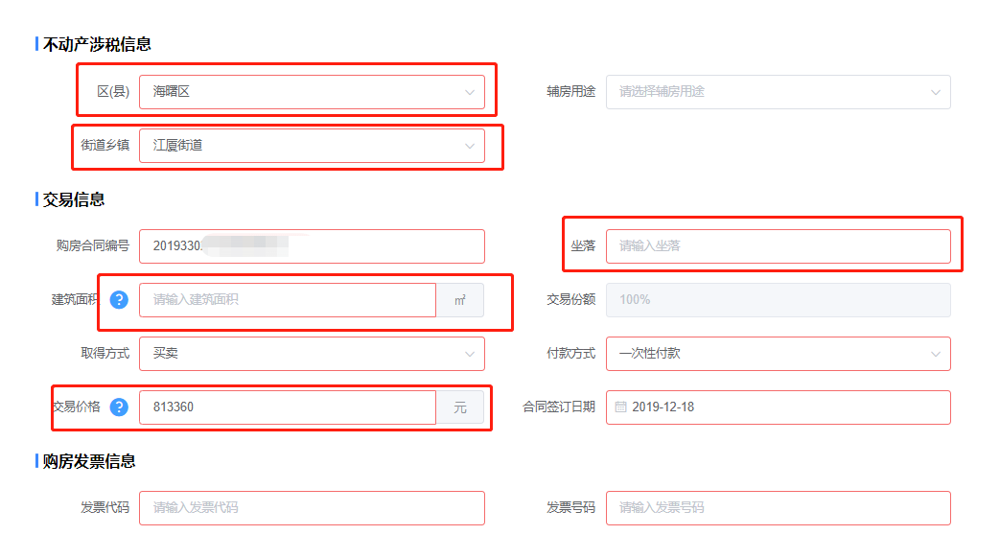 不动产涉税信息
区(县) 海曙区 辅房用途 请选择辅房用途
街道乡镇 江厦街道
交易信息
购房合同编号 2019330 坐落 请输入坐落
建筑面积 ? 请输入建筑面积 ㎡ 交易份额 100%
取得方式 买卖 付款方式 一次性付款
交易价格 ? 813360 元 合同签订日期 2019-12-18
购房发票信息
发票代码 请输入发票代码 发票号码 请输入发票号码